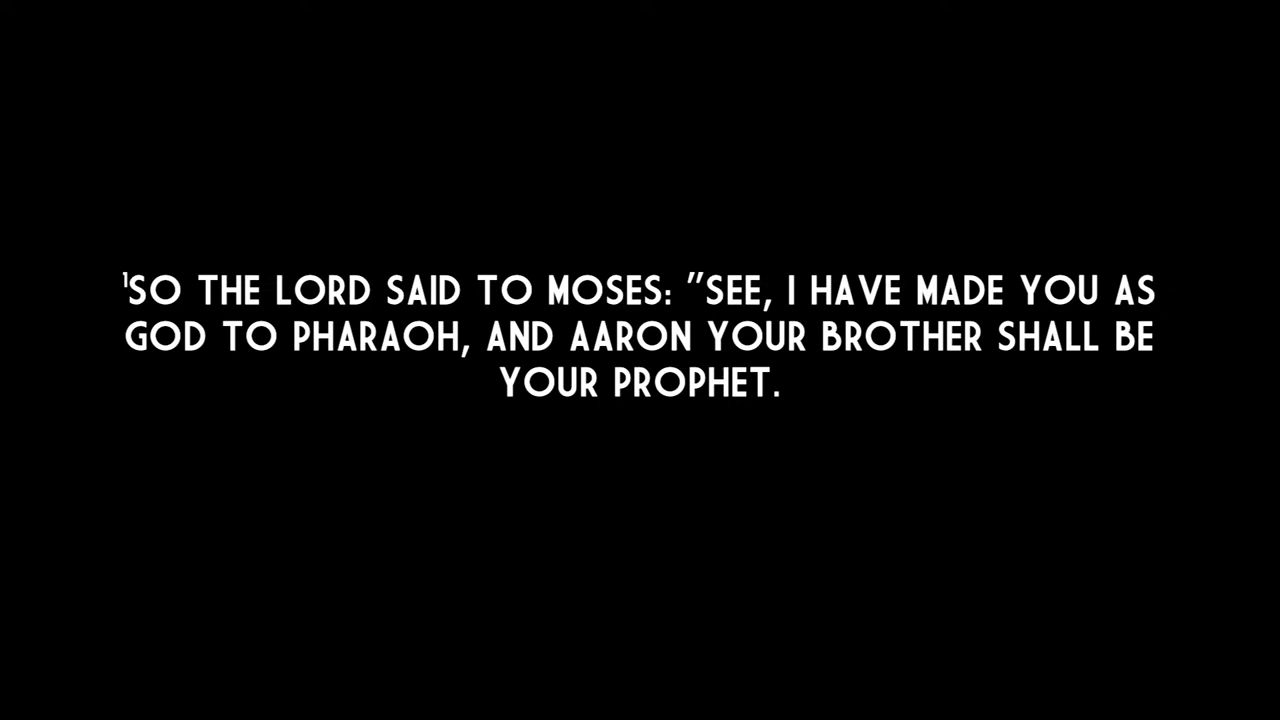 ¹SO THE LORD SAID TO MOSES: "SEE, I HAVE MADE YOU AS
GOD TO PHARAOH, AND AARON YOUR BROTHER SHALL BE
YOUR PROPHET.